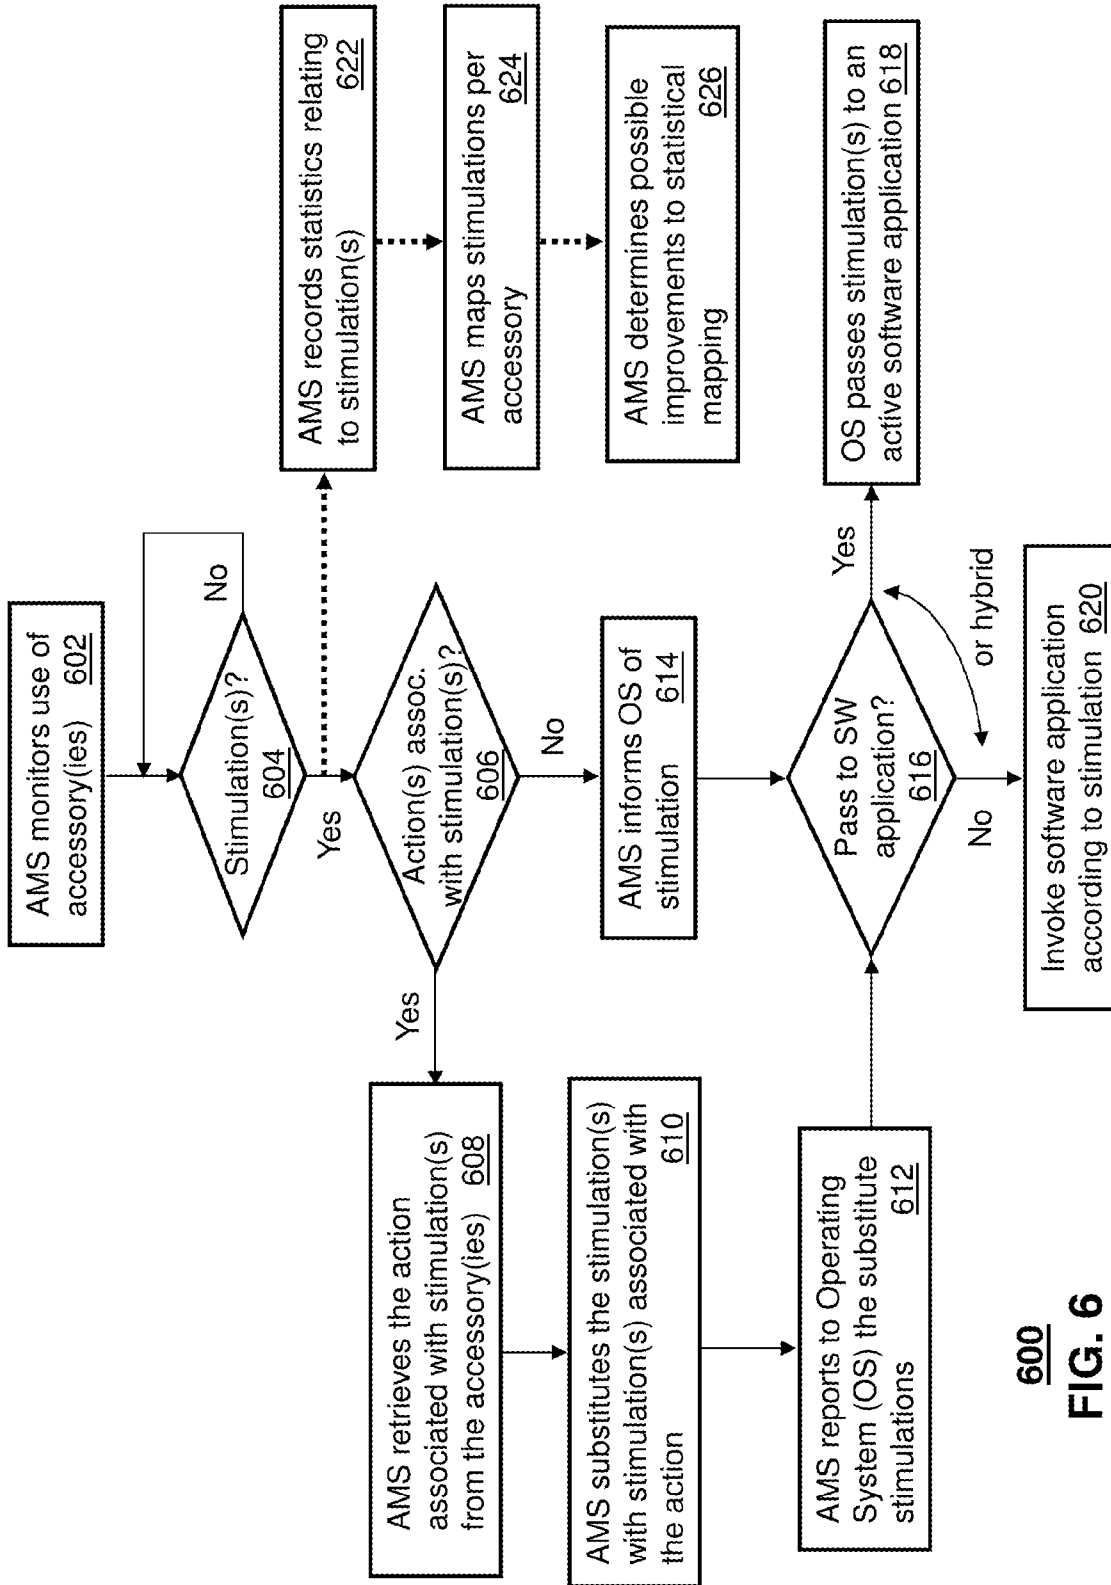 AMS monitors use of
accessory(ies) 602
Stimulation(s)?
604
No
Yes
AMS records statistics relating
to stimulation(s) 622
AMS maps stimulations per
accessory 624
AMS determines possible
improvements to statistical
mapping 626
Action(s) assoc.
with stimulation(s)?
606
Yes
No
AMS retrieves the action
associated with stimulation(s)
from the accessory(ies) 608
AMS substitutes the stimulation(s)
with stimulation(s) associated with
the action 610
AMS reports to Operating
System (OS) the substitute
stimulations 612
AMS informs OS of
stimulation 614
Pass to SW
application?
616
Yes
No
or hybrid
OS passes stimulation(s) to an
active software application 618
Invoke software application
according to stimulation 620
600
FIG. 6